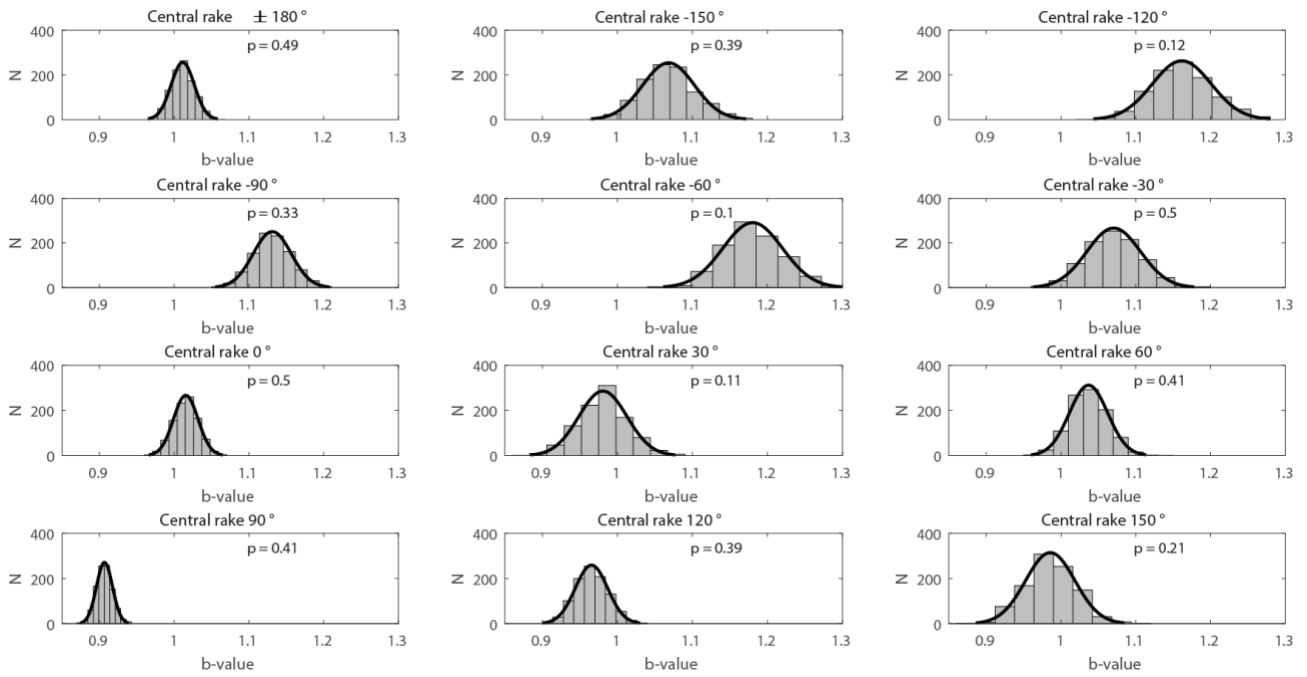 Central rake ± 180 °
p = 0.49
400
200
0
N
0.9 1 1.1 1.2 1.3
b-value
Central rake -150 °
p = 0.39
400
200
0
N
0.9 1 1.1 1.2 1.3
b-value
Central rake -120 °
p = 0.12
400
200
0
N
0.9 1 1.1 1.2 1.3
b-value
Central rake -90 °
p = 0.33
400
200
0
N
0.9 1 1.1 1.2 1.3
b-value
Central rake -60 °
p = 0.1
400
200
0
N
0.9 1 1.1 1.2 1.3
b-value
Central rake -30 °
p = 0.5
400
200
0
N
0.9 1 1.1 1.2 1.3
b-value
Central rake 0 °
p = 0.5
400
200
0
N
0.9 1 1.1 1.2 1.3
b-value
Central rake 30 °
p = 0.11
400
200
0
N
0.9 1 1.1 1.2 1.3
b-value
Central rake 60 °
p = 0.41
400
200
0
N
0.9 1 1.1 1.2 1.3
b-value
Central rake 90 °
p = 0.41
400
200
0
N
0.9 1 1.1 1.2 1.3
b-value
Central rake 120 °
p = 0.39
400
200
0
N
0.9 1 1.1 1.2 1.3
b-value
Central rake 150 °
p = 0.21
400
200
0
N
0.9 1 1.1 1.2 1.3
b-value